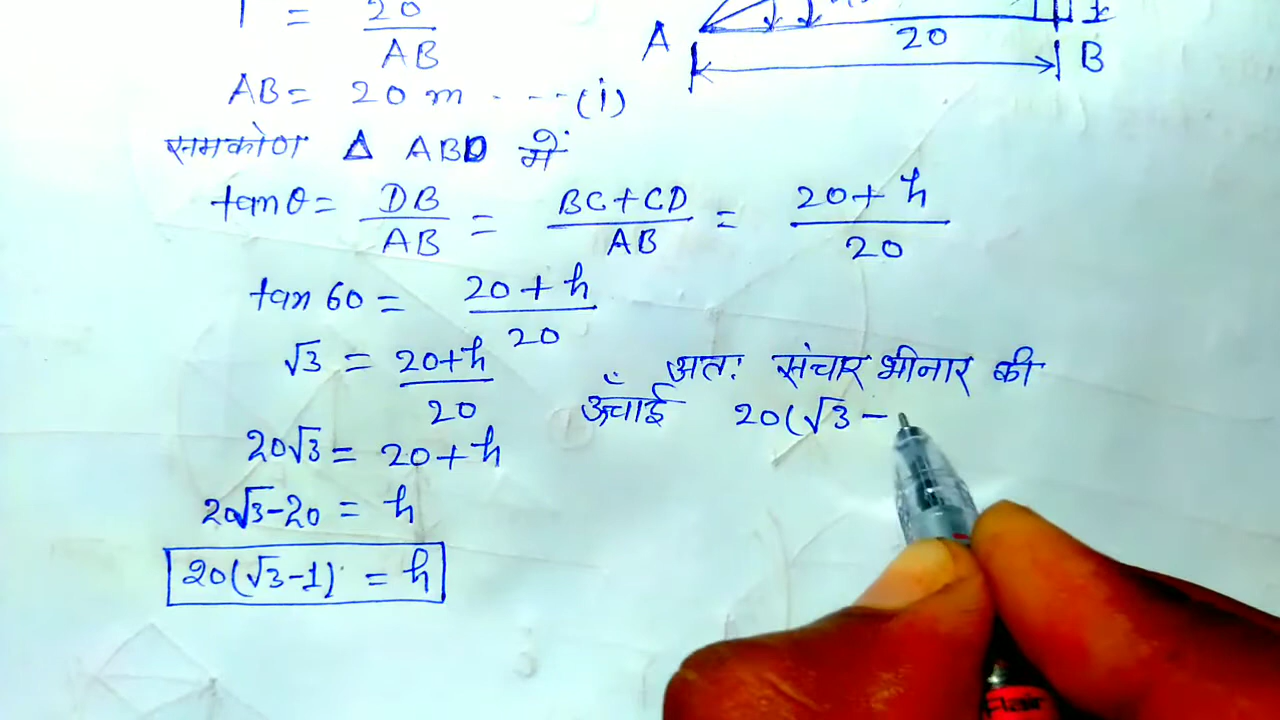 1 = 20/AB
AB = 20 m - - - (i)
समकोण Δ ABD में
tanθ = DB/AB = BC+CD/AB = 20+h/20
tan 60 = 20+h/20
√3 = 20+h/20
20√3 = 20+h
20√3-20 = h
20(√3-1) = h
अतः संचार मीनार की
ऊँचाई 20(√3 -
A
20
B
Flair